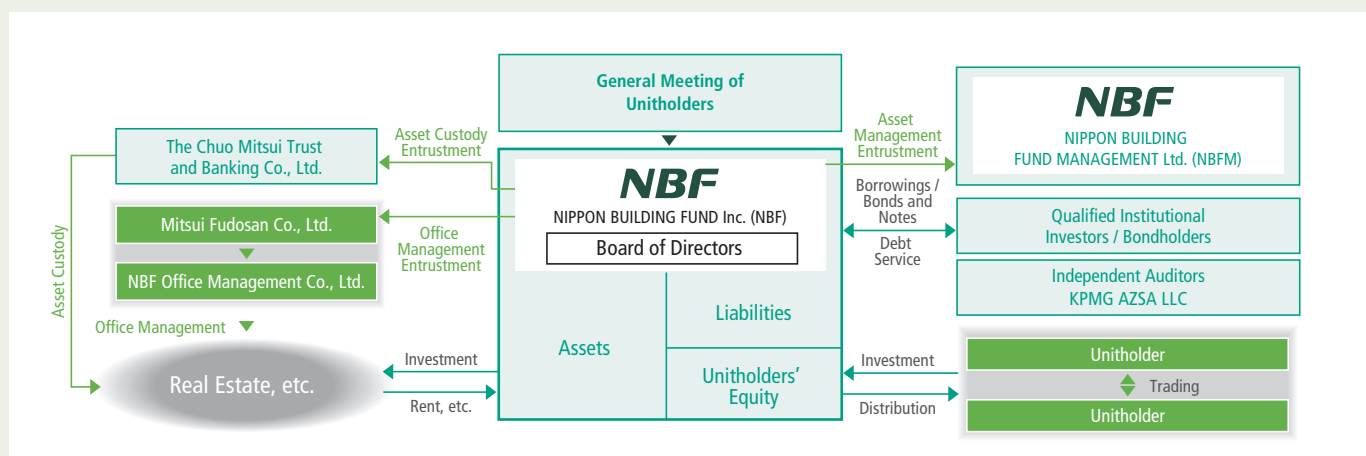 General Meeting of
Unitholders
The Chuo Mitsui Trust
and Banking Co., Ltd.
Asset Custody
Entrustment
Mitsui Fudosan Co., Ltd.
NBF Office Management Co., Ltd.
Office
Management
Entrustment
Asset Custody
Office Management
Real Estate, etc.
Investment
Rent, etc.
NBF
NIPPON BUILDING FUND Inc. (NBF)
Board of Directors
Assets
Liabilities
Unitholders'
Equity
Asset
Management
Entrustment
NBF
NIPPON BUILDING
FUND MANAGEMENT Ltd. (NBFM)
Borrowings /
Bonds and
Notes
Debt
Service
Qualified Institutional
Investors / Bondholders
Independent Auditors
KPMG AZSA LLC
Investment
Distribution
Unitholder
Trading
Unitholder